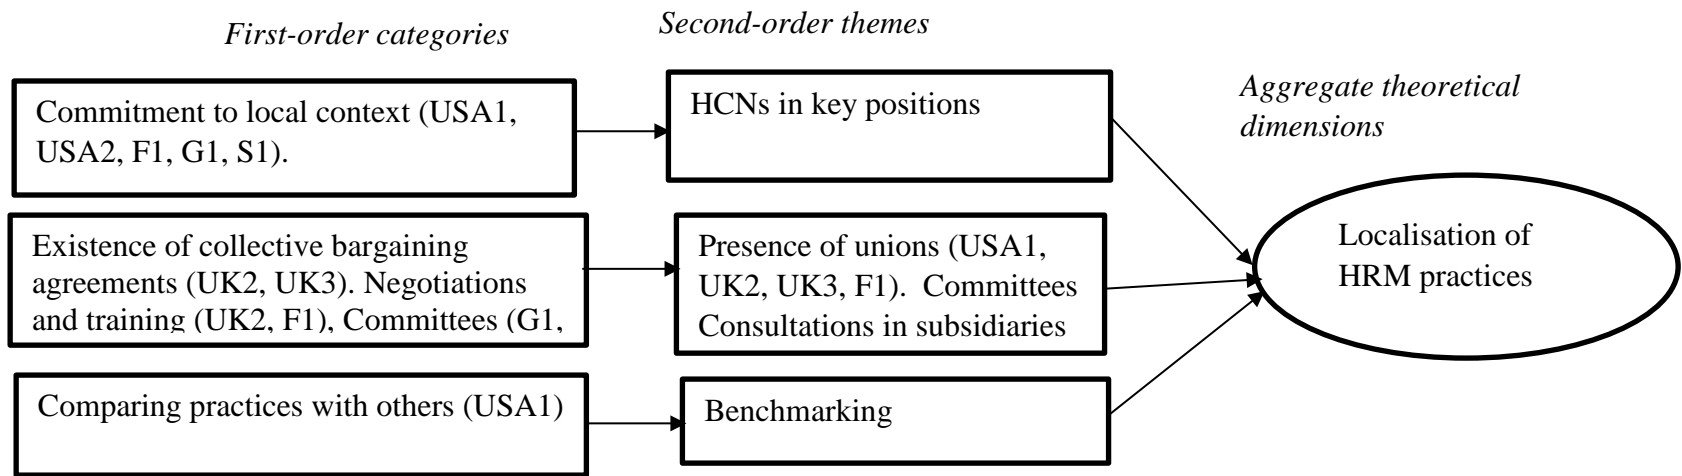 First-order categories
Second-order themes
Aggregate theoretical
dimensions
Commitment to local context (USA1,
USA2, F1, G1, S1).
HCNs in key positions
Existence of collective bargaining
agreements (UK2, UK3). Negotiations
and training (UK2, F1), Committees (G1,
Presence of unions (USA1,
UK2, UK3, F1).  Committees
Consultations in subsidiaries
Localisation of
HRM practices
Comparing practices with others (USA1)
Benchmarking